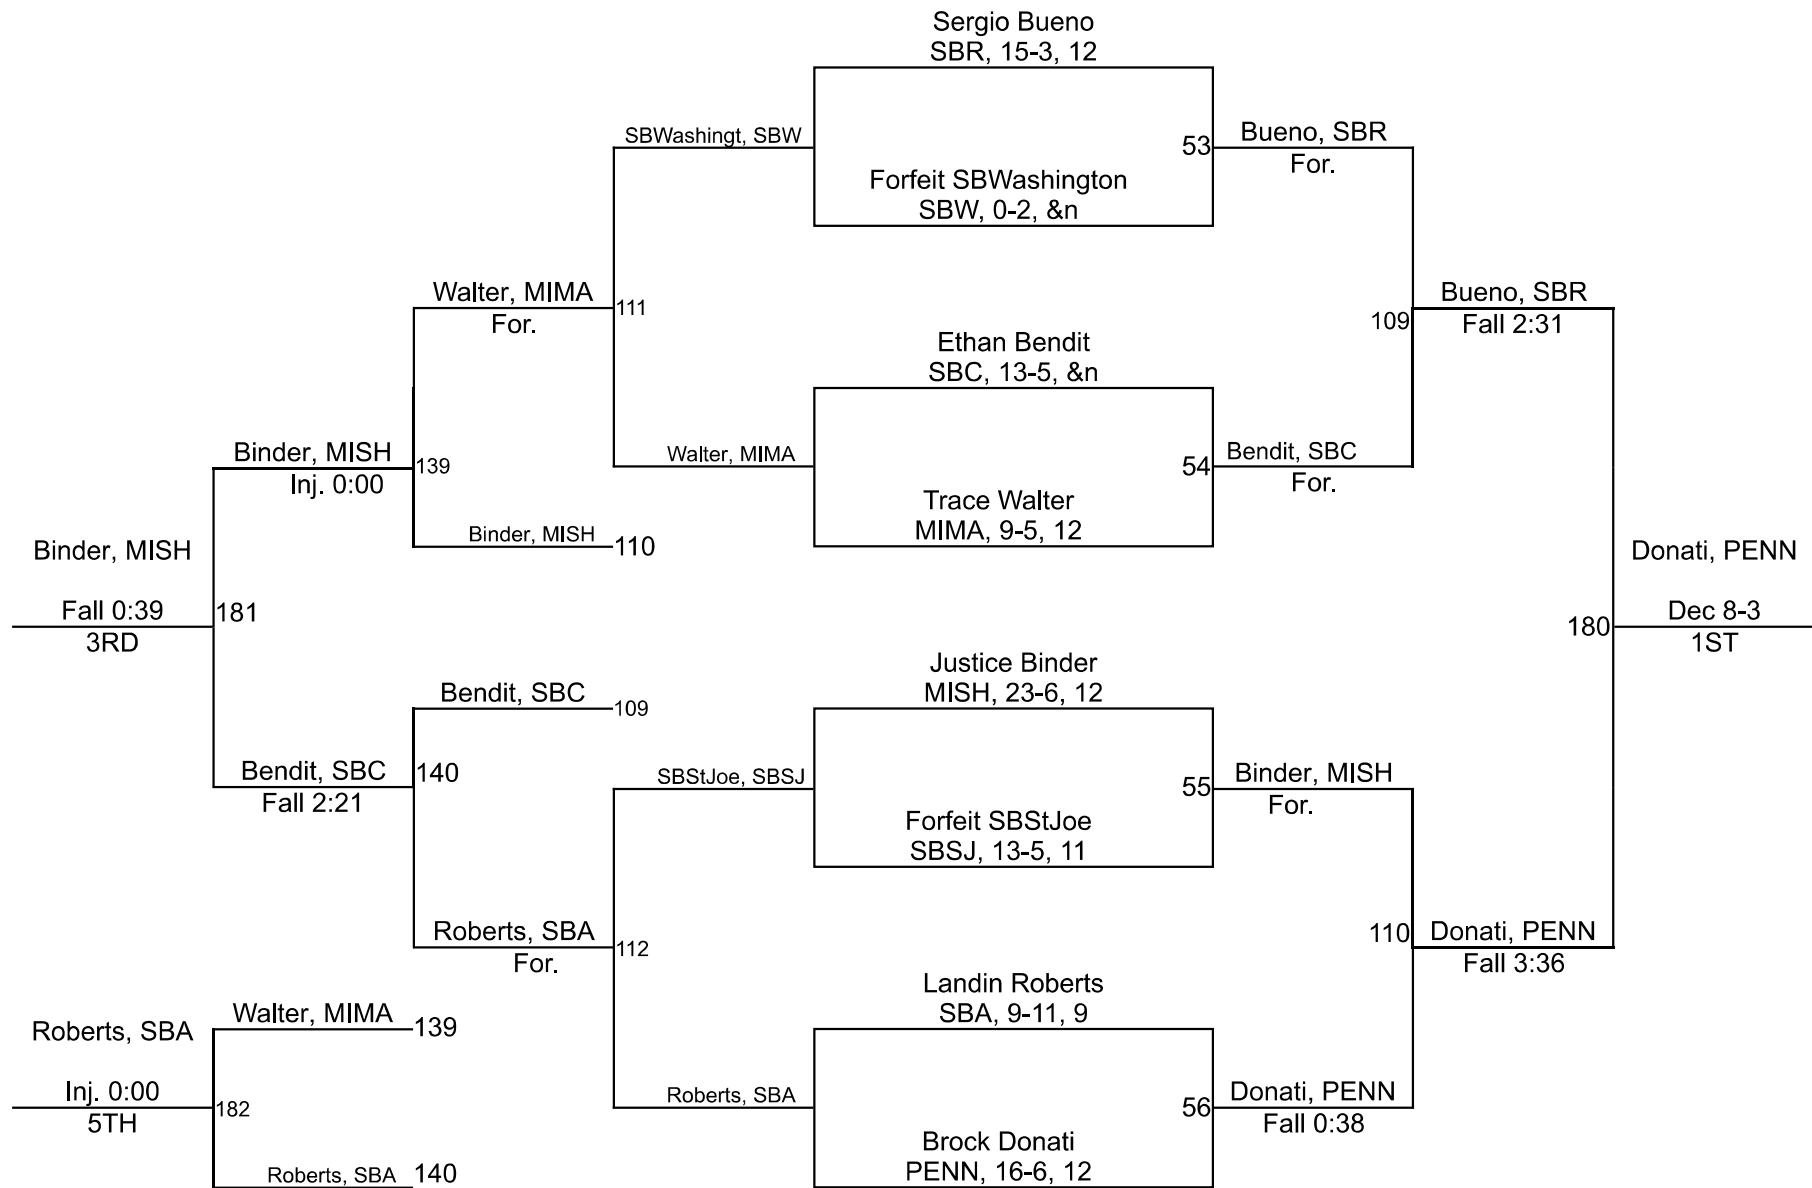 Sergio Bueno
SBR, 15-3, 12
SBWashingt, SBW
53
Bueno, SBR
For.
Forfeit SBWashington
SBW, 0-2, &n
Walter, MIMA
For.
111
109
Bueno, SBR
Fall 2:31
Ethan Bendit
SBC, 13-5, &n
Binder, MISH
Inj. 0:00
139
Walter, MIMA
54
Bendit, SBC
For.
Trace Walter
MIMA, 9-5, 12
Binder, MISH
110
Binder, MISH
Fall 0:39
3RD
181
Donati, PENN
180
Dec 8-3
1ST
Justice Binder
MISH, 23-6, 12
Bendit, SBC
109
Bendit, SBC
Fall 2:21
140
SBStJoe, SBSJ
55
Binder, MISH
For.
Forfeit SBStJoe
SBSJ, 13-5, 11
Roberts, SBA
For.
112
110
Donati, PENN
Fall 3:36
Landin Roberts
SBA, 9-11, 9
Walter, MIMA
139
Roberts, SBA
Inj. 0:00
5TH
182
Roberts, SBA
56
Donati, PENN
Fall 0:38
Brock Donati
PENN, 16-6, 12
Roberts, SBA
140